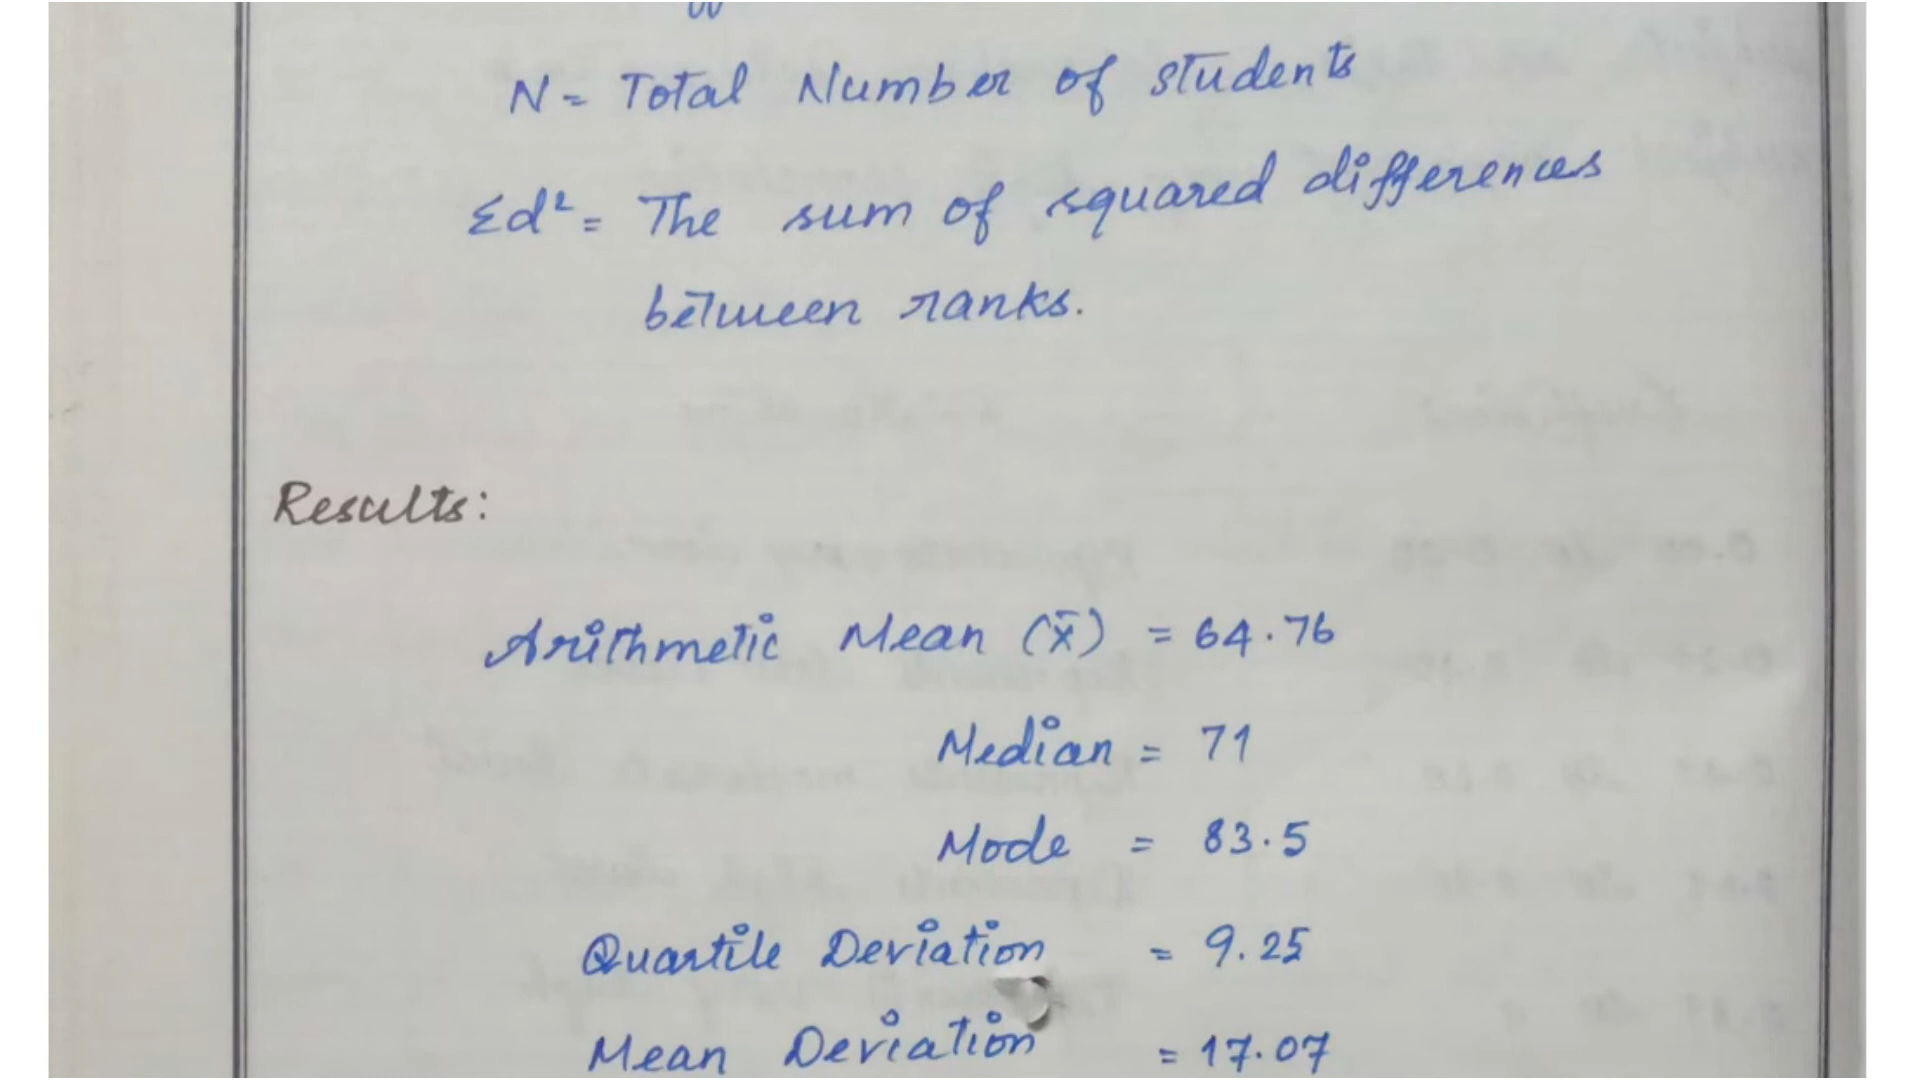 N = Total Number of students
Σd² = The sum of squared differences
between ranks.
Results:
Arithmetic Mean (x̄) = 64.76
Median = 71
Mode = 83.5
Quartile Deviation = 9.25
Mean Deviation = 17.07